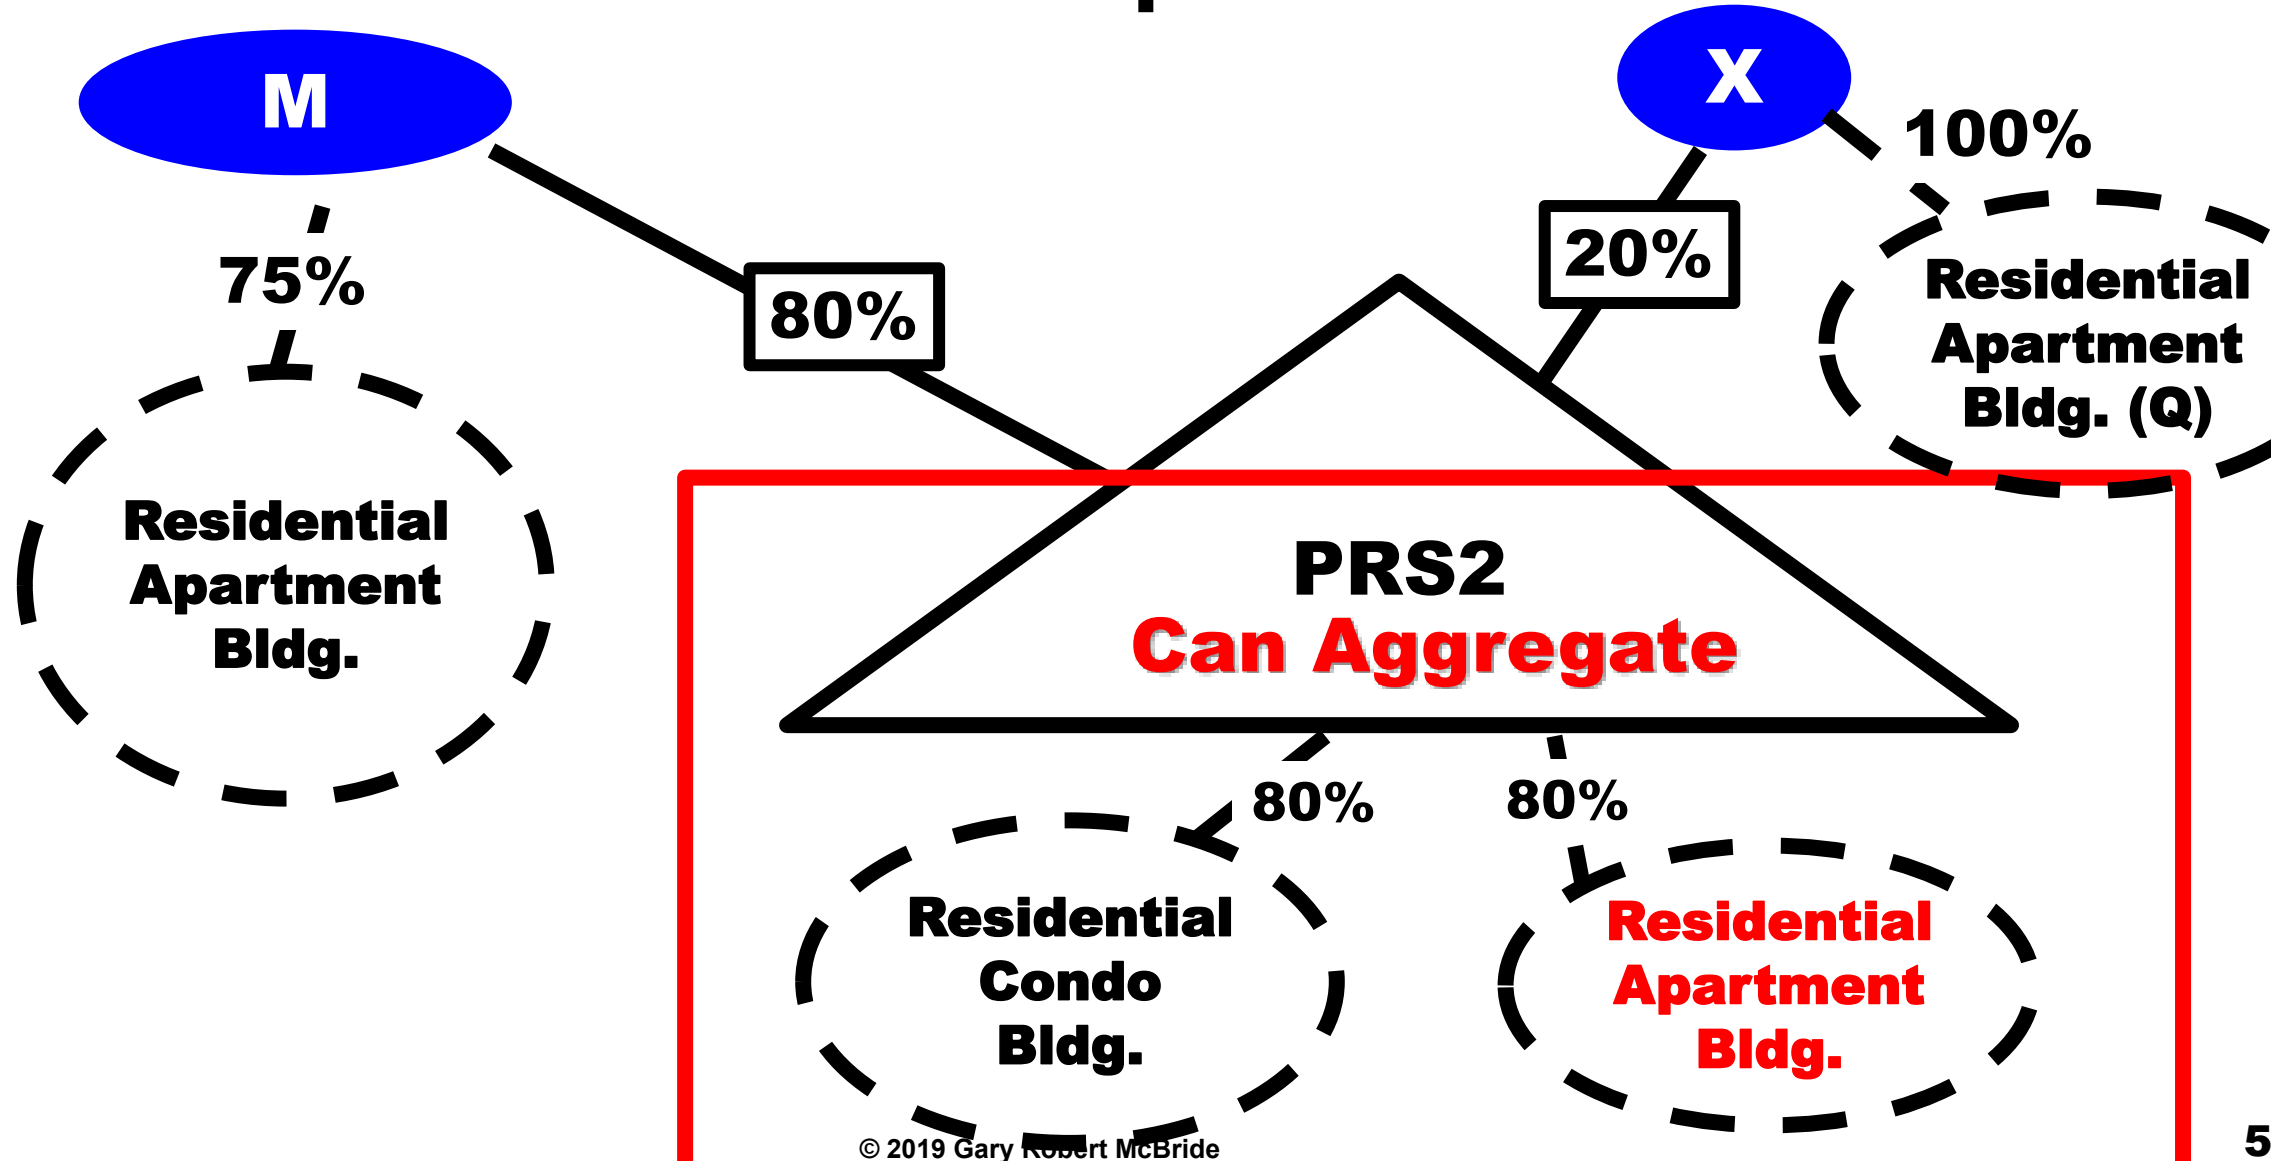 M
X
100%
75%
80%
20%
Residential
Apartment
Bldg. (Q)
Residential
Apartment
Bldg.
PRS2
Can Aggregate
80%
80%
Residential
Condo
Bldg.
Residential
Apartment
Bldg.
© 2019 Gary Robert McBride
5